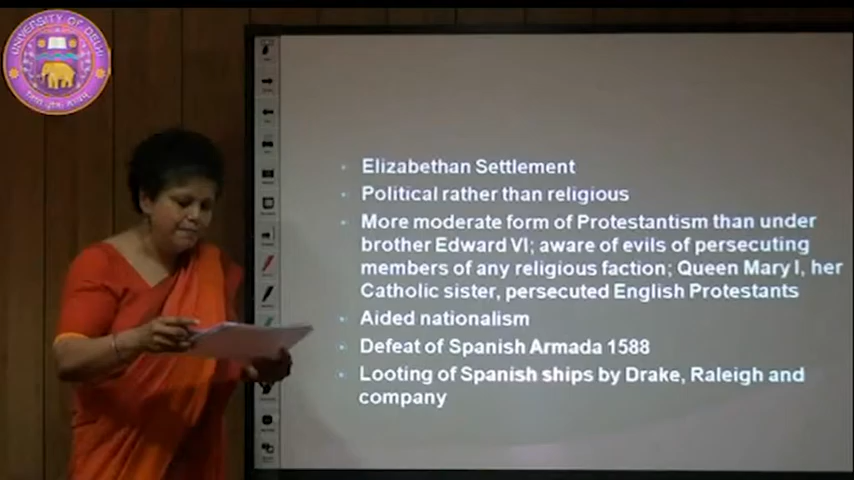 UNIVERSITY OF DELHI
Elizabethan Settlement
Political rather than religious
More moderate form of Protestantism than under
brother Edward VI; aware of evils of persecuting
members of any religious faction; Queen Mary I, her
Catholic sister, persecuted English Protestants
Aided nationalism
Defeat of Spanish Armada 1588
Looting of Spanish ships by Drake, Raleigh and
company